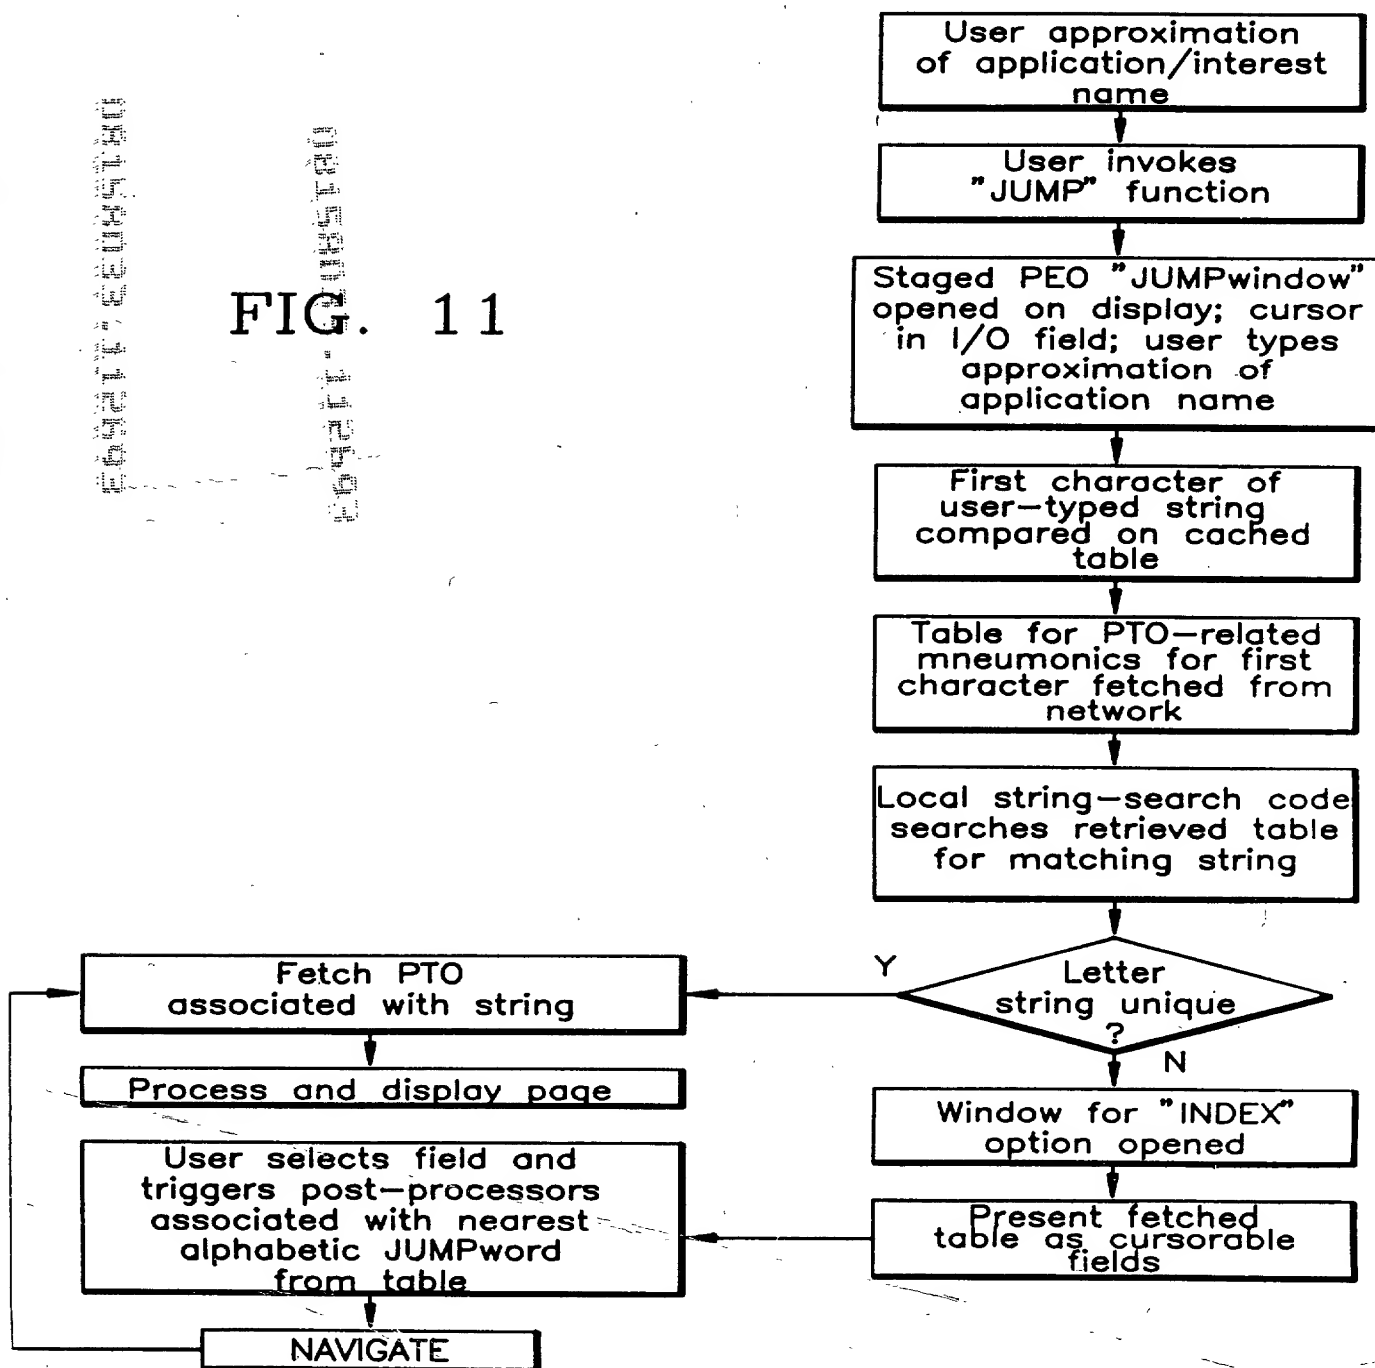 08158033.112693
08158033.112693
FIG. 11
User approximation
of application/interest
name
User invokes
"JUMP" function
Staged PEO "JUMPwindow"
opened on display; cursor
in I/O field; user types
approximation of
application name
First character of
user-typed string
compared on cached
table
Table for PTO-related
mneumonics for first
character fetched from
network
Local string-search code
searches retrieved table
for matching string
Letter
string unique
?
Y
N
Fetch PTO
associated with string
Process and display page
Window for "INDEX"
option opened
Present fetched
table as cursorable
fields
User selects field and
triggers post-processors
associated with nearest
alphabetic JUMPword
from table
NAVIGATE